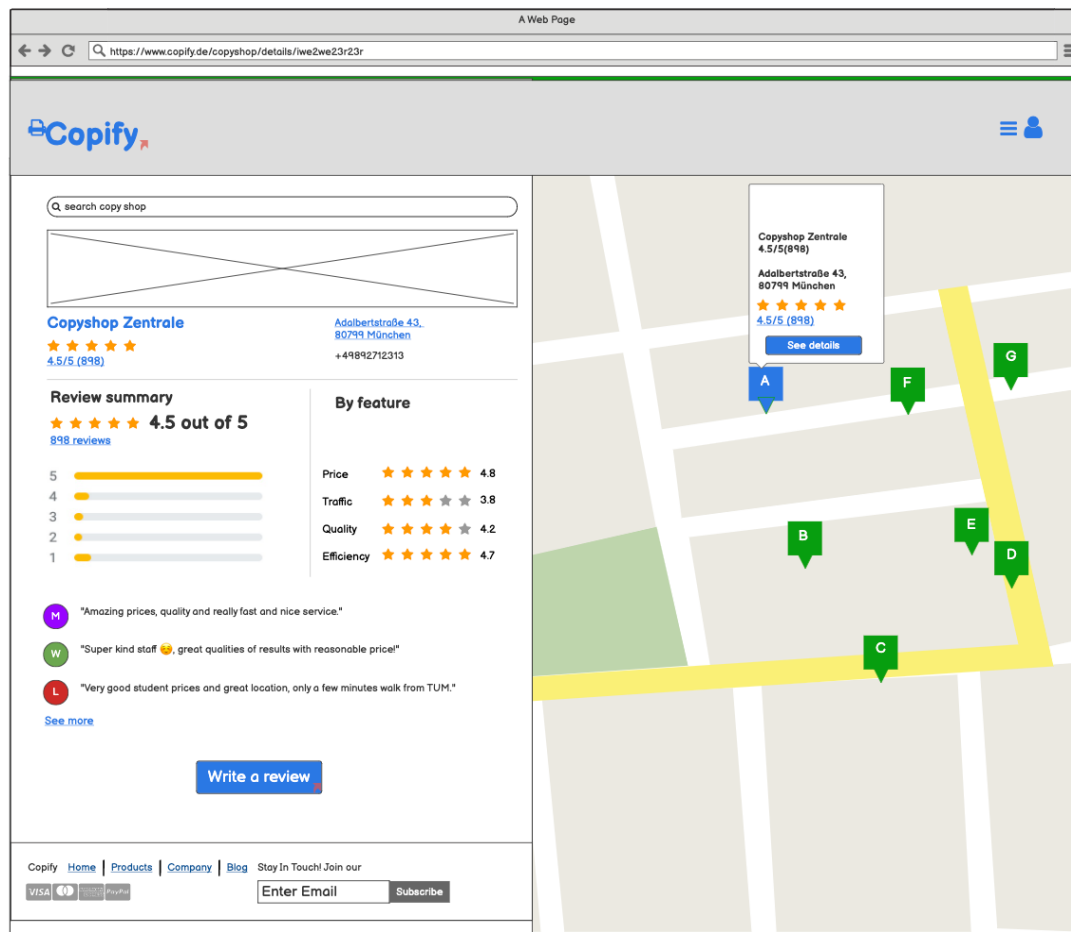 A Web Page
https://www.copify.de/copyshop/details/iwe2we23r23r
Copify
search copy shop
Copyshop Zentrale
4.5/5 (898)
Adalbertstraße 43,
80799 München
+49892712313
Review summary
4.5 out of 5
898 reviews
5
4
3
2
1
By feature
Price 4.8
Traffic 3.8
Quality 4.2
Efficiency 4.7
M "Amazing prices, quality and really fast and nice service."
W "Super kind staff 😊, great qualities of results with reasonable price!"
L "Very good student prices and great location, only a few minutes walk from TUM."
See more
Write a review
Copify Home Products Company Blog Stay In Touch! Join our
VISA PayPal
Enter Email Subscribe
Copyshop Zentrale
4.5/5(898)
Adalbertstraße 43,
80799 München
4.5/5 (898)
See details
A
F
G
B
E
D
C